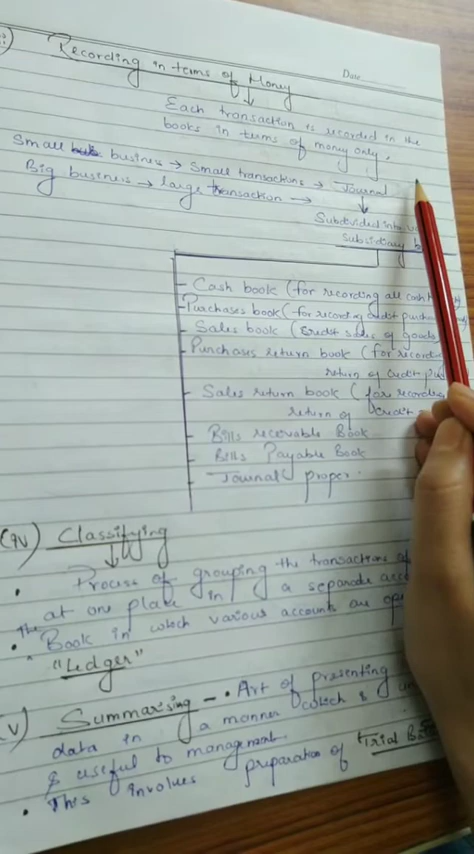 Recording in terms of Money
Date
Each transaction is recorded in the
books in terms of money only.
Small busines → Small transactions → Journal
Big business → large transaction →
Subdivided into
subsidiary
Cash book (for recording all cash
Purchases book (for recording credit purchase
Sales book (Credit sales of goods
Purchases return book (for recording
return of credit
Sales return book (for recording
return of credit
Bills receivable Book
Bills Payable Book
Journal proper.
(IV) Classifying
• Process of grouping the transactions of
The at one place in a separate
• Book in which various accounts are
"Ledger"
V) Summarising - • Art of presenting
data in a manner which is
& useful to management.
• This involves preparation of Trial